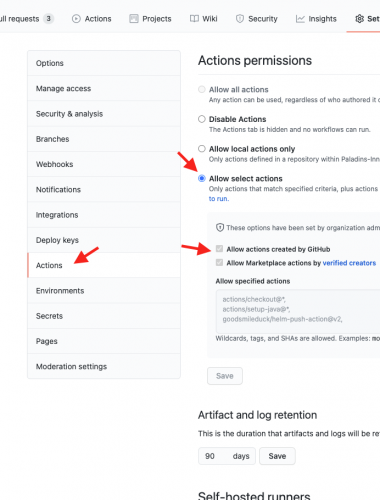 ull requests 3 Actions Projects Wiki Security Insights Set
Options
Manage access
Security & analysis
Branches
Webhooks
Notifications
Integrations
Deploy keys
Actions
Environments
Secrets
Pages
Moderation settings
Actions permissions
Allow all actions
Any action can be used, regardless of who authored it o
Disable Actions
The Actions tab is hidden and no workflows can run.
Allow local actions only
Only actions defined in a repository within Paladins-Inn
Allow select actions
Only actions that match specified criteria, plus actions
to run.
These options have been set by organization adm
Allow actions created by GitHub
Allow Marketplace actions by verified creators
Allow specified actions
actions/checkout@*,
actions/setup-java@*,
goodsmileduck/helm-push-action@v2,
Wildcards, tags, and SHAs are allowed. Examples: mo
Save
Artifact and log retention
This is the duration that artifacts and logs will be re
90 days Save
Self-hosted runners